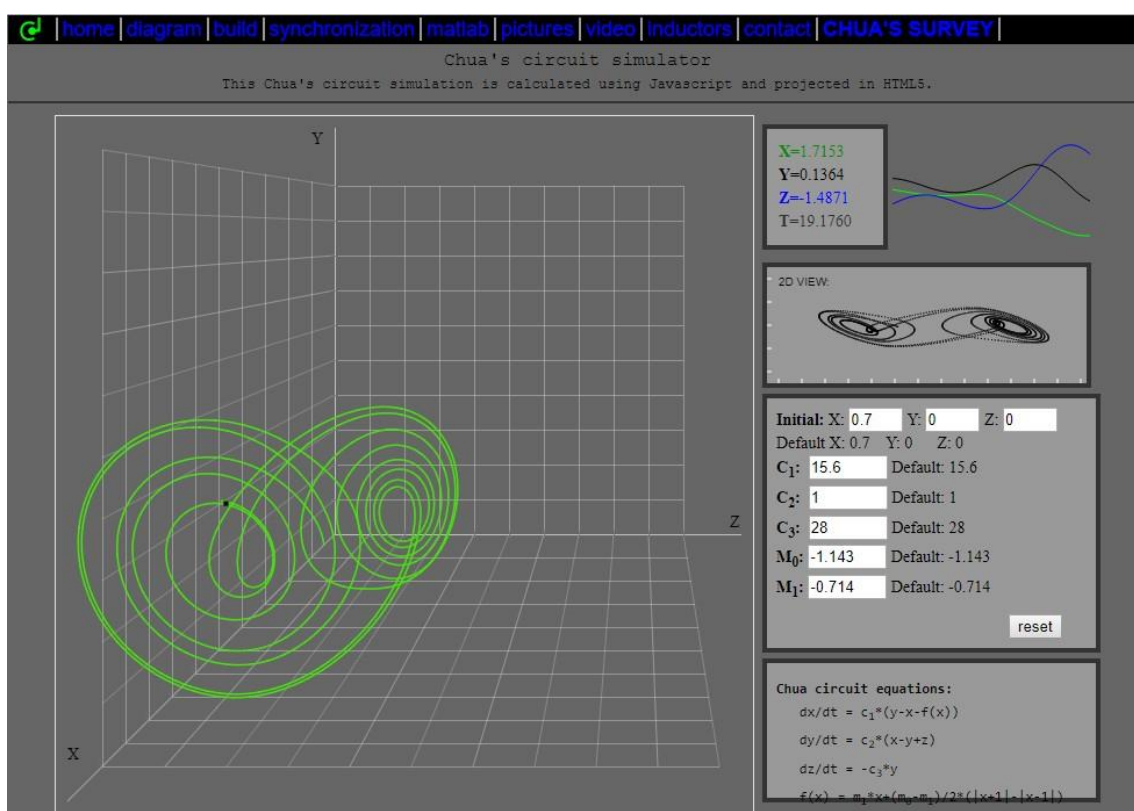 home diagram build synchronization matlab pictures video inductors contact CHUA'S SURVEY
Chua's circuit simulator
This Chua's circuit simulation is calculated using Javascript and projected in HTML5.
Y
Z
X
X=1.7153
Y=0.1364
Z=-1.4871
T=19.1760
2D VIEW:
Initial: X: 0.7 Y: 0 Z: 0
Default X: 0.7 Y: 0 Z: 0
C1: 15.6 Default: 15.6
C2: 1 Default: 1
C3: 28 Default: 28
M0: -1.143 Default: -1.143
M1: -0.714 Default: -0.714
reset
Chua circuit equations:
dx/dt = c1*(y-x-f(x))
dy/dt = c2*(x-y+z)
dz/dt = -c3*y
f(x) = m1*x+(m0-m1)/2*(|x+1|-|x-1|)